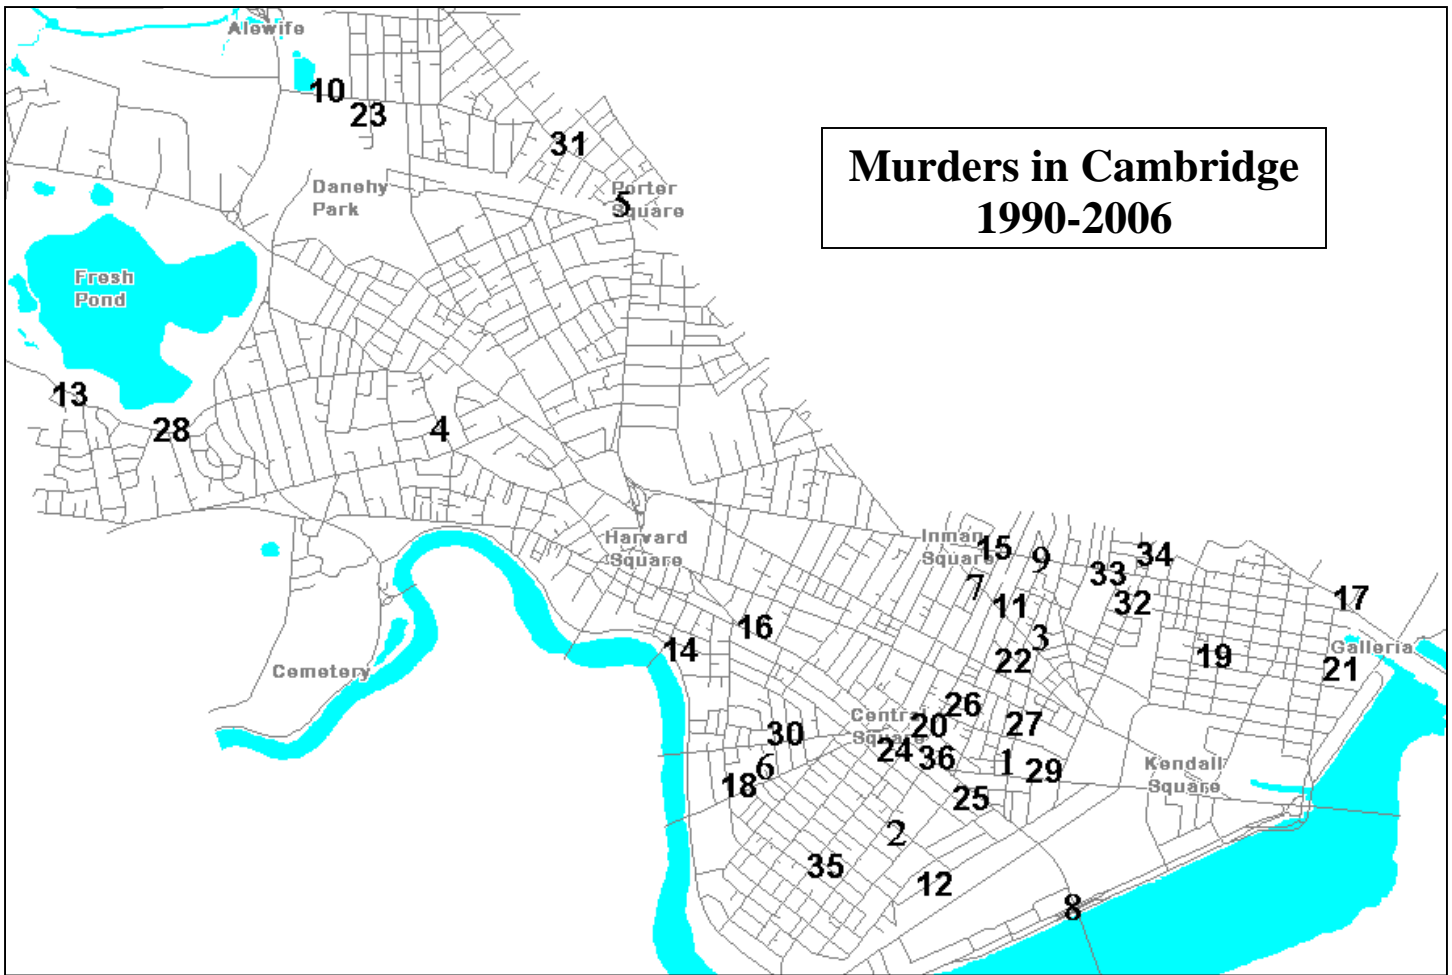 Alewife
10
23
31
Murders in Cambridge
1990-2006
Danehy
Park
Porter
Square
5
Fresh
Pond
13
28
4
Harvard
Square
Inman
Square
15
9
34
33
7
11
32
17
16
3
14
22
19
Galleria
21
Cemetery
26
Central
Square
20
27
30
24
36
1
29
Kendall
Square
6
18
25
2
35
12
8